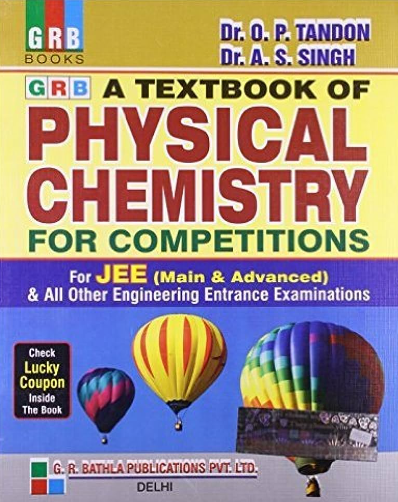 GRB
BOOKS
Dr. O. P. TANDON
Dr. A. S. SINGH
GRB A TEXTBOOK OF
PHYSICAL
CHEMISTRY
FOR COMPETITIONS
For JEE (Main & Advanced)
& All Other Engineering Entrance Examinations
Check
Lucky
Coupon
Inside
The Book
G. R. BATHLA PUBLICATIONS PVT. LTD.
DELHI